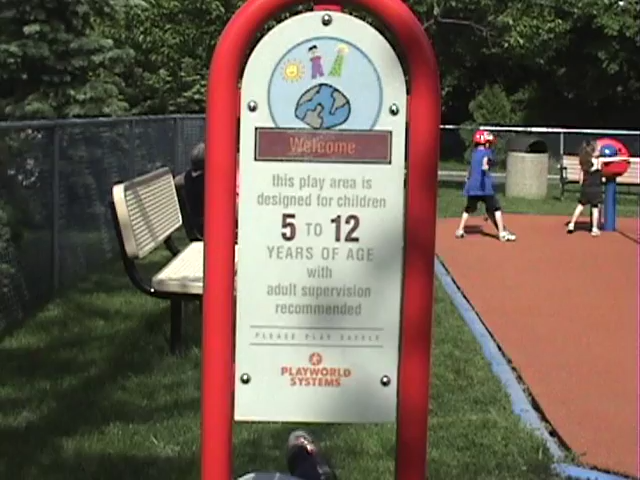 Welcome
this play area is
designed for children
5 TO 12
YEARS OF AGE
with
adult supervision
recommended
PLEASE PLAY SAFELY
PLAYWORLD
SYSTEMS